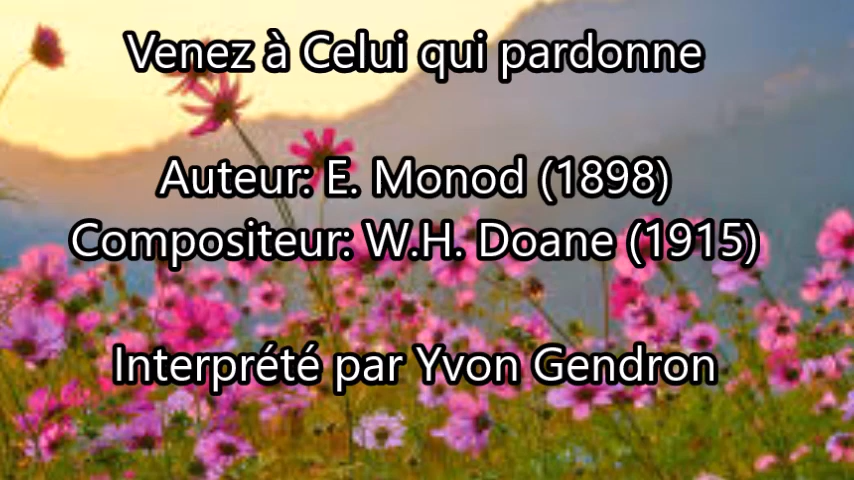 Venez à Celui qui pardonne
Auteur: E. Monod (1898)
Compositeur: W.H. Doane (1915)
Interprété par Yvon Gendron